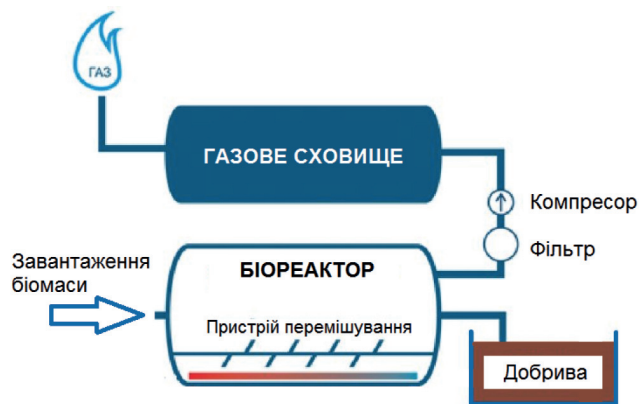 ГАЗ
ГАЗОВЕ СХОВИЩЕ
Компресор
Фільтр
Завантаження
біомаси
БІОРЕАКТОР
Пристрій перемішування
Добрива